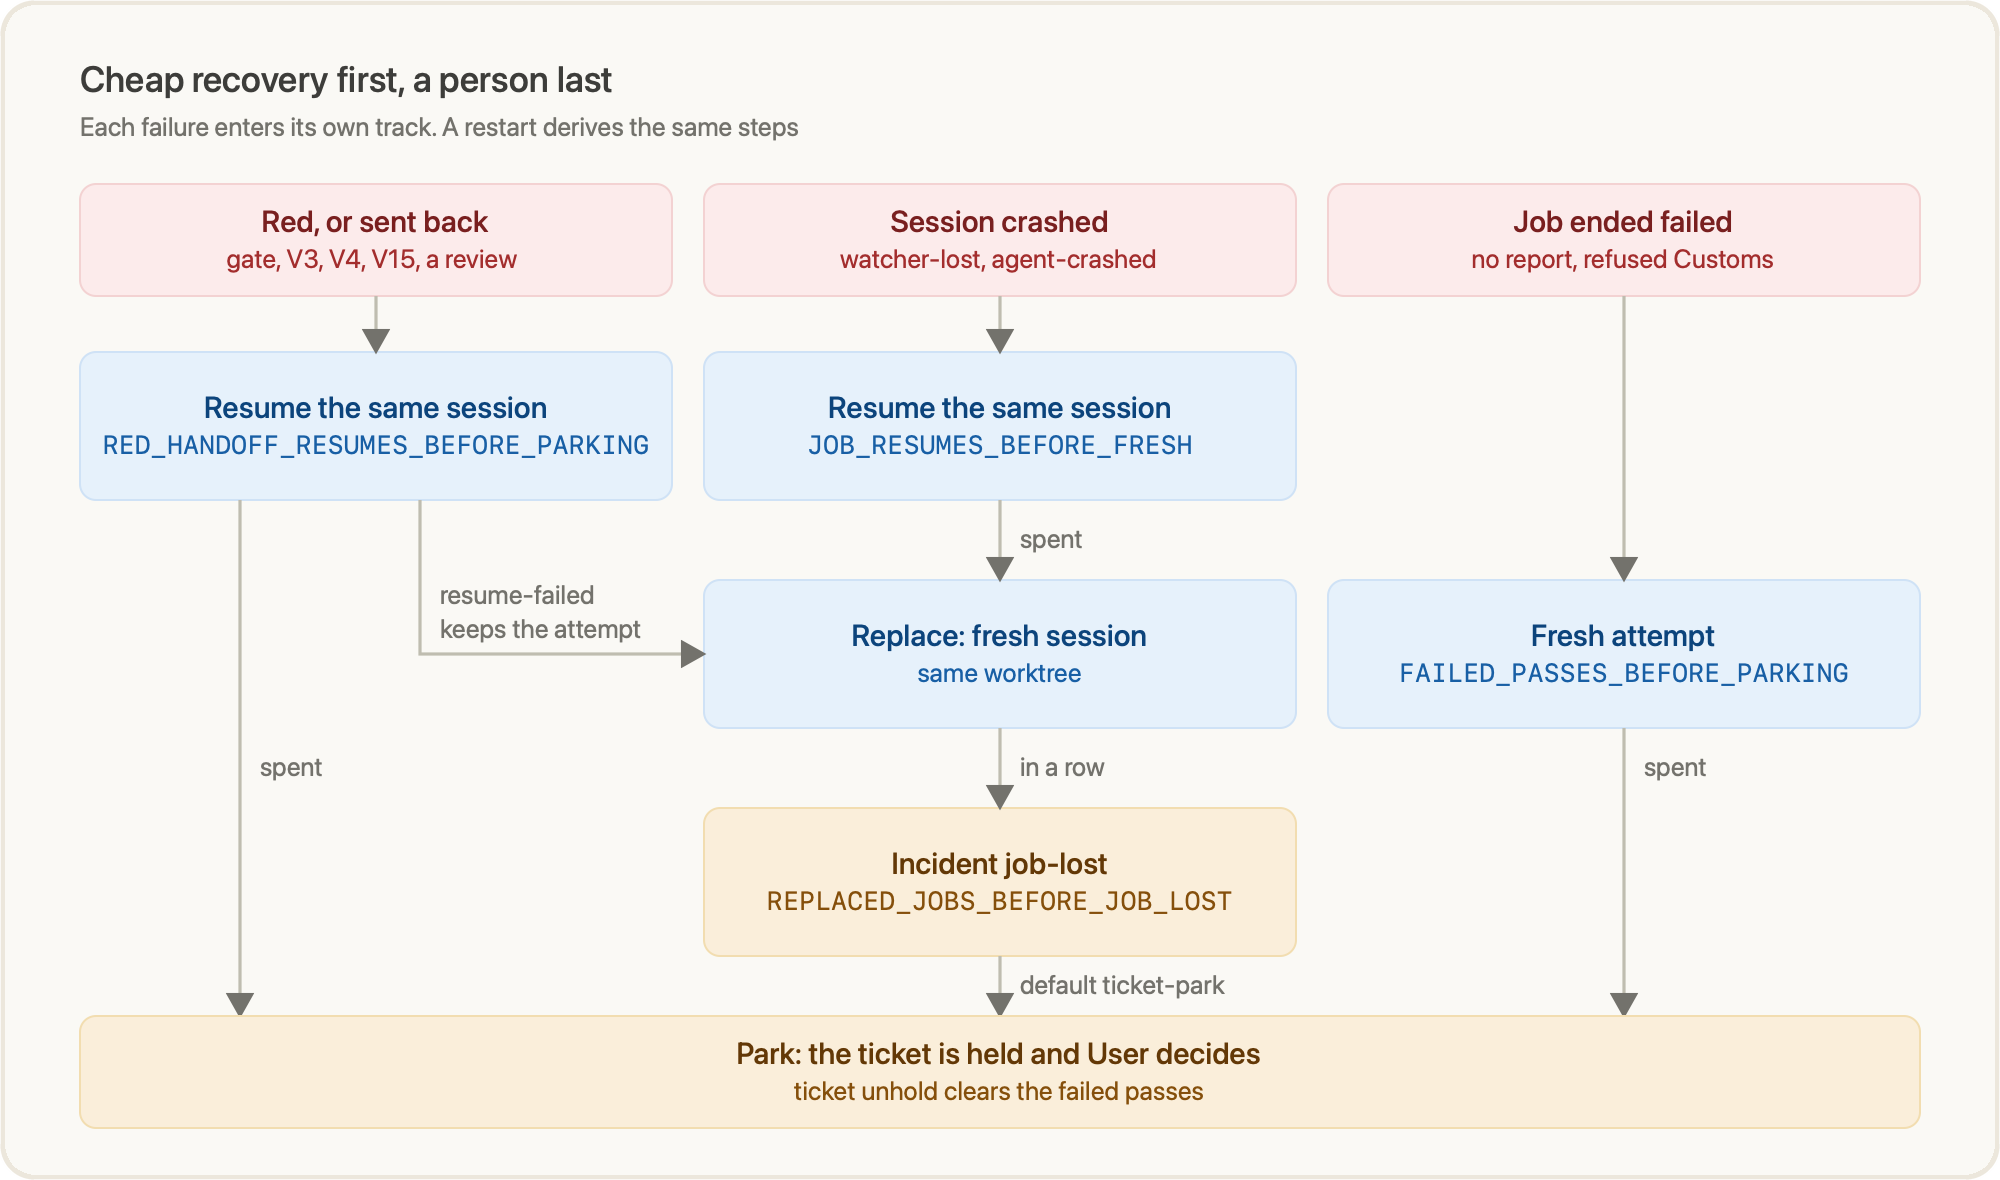 Cheap recovery first, a person last
Each failure enters its own track. A restart derives the same steps
Red, or sent back
gate, V3, V4, V15, a review
Session crashed
watcher-lost, agent-crashed
Job ended failed
no report, refused Customs
Resume the same session
RED_HANDOFF_RESUMES_BEFORE_PARKING
Resume the same session
JOB_RESUMES_BEFORE_FRESH
spent
resume-failed
keeps the attempt
Replace: fresh session
same worktree
Fresh attempt
FAILED_PASSES_BEFORE_PARKING
spent
in a row
spent
Incident job-lost
REPLACED_JOBS_BEFORE_JOB_LOST
default ticket-park
Park: the ticket is held and User decides
ticket unhold clears the failed passes